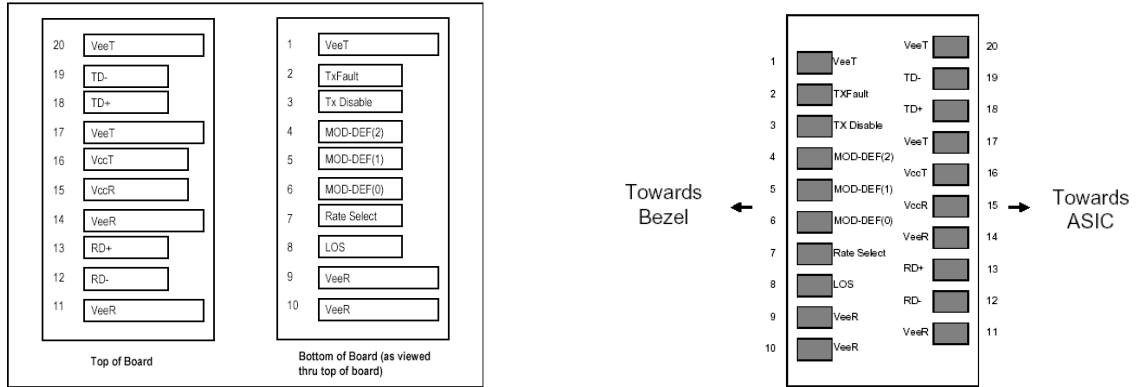 20 VeeT
19 TD-
18 TD+
17 VeeT
16 VccT
15 VccR
14 VeeR
13 RD+
12 RD-
11 VeeR
Top of Board
1 VeeT
2 TxFault
3 Tx Disable
4 MOD-DEF(2)
5 MOD-DEF(1)
6 MOD-DEF(0)
7 Rate Select
8 LOS
9 VeeR
10 VeeR
Bottom of Board (as viewed
thru top of board)
Towards
Bezel
1 VeeT
2 TXFault
3 TX Disable
4 MOD-DEF(2)
5 MOD-DEF(1)
6 MOD-DEF(0)
7 Rate Select
8 LOS
9 VeeR
10 VeeR
VeeT 20
TD- 19
TD+ 18
VeeT 17
VccT 16
VccR 15
VeeR 14
RD+ 13
RD- 12
VeeR 11
Towards
ASIC